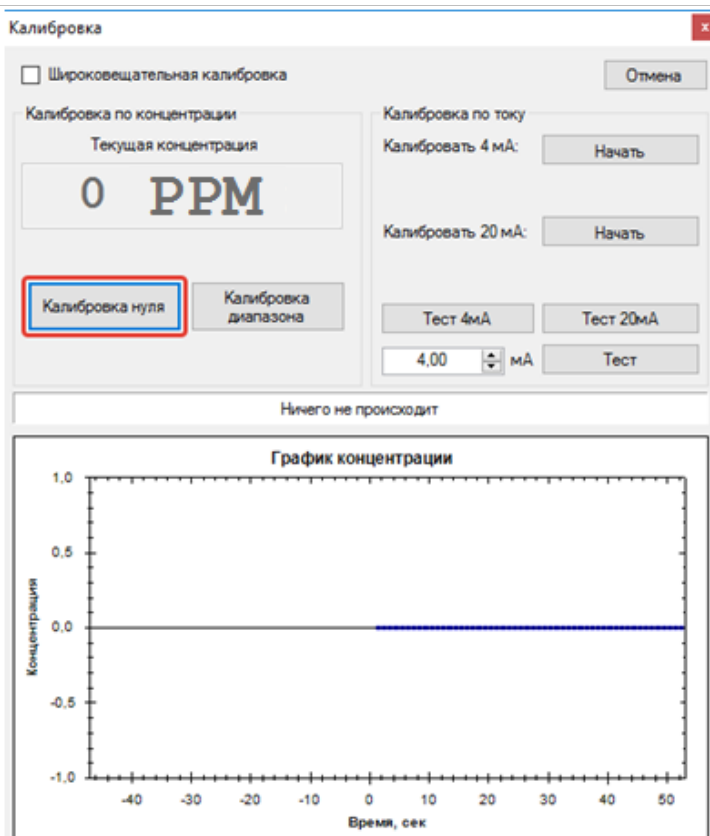 Калибровка
x
Широковещательная калибровка
Отмена
Калибровка по концентрации
Текущая концентрация
0 PPM
Калибровка нуля
Калибровка
диапазона
Калибровка по току
Калибровать 4 мА:
Начать
Калибровать 20 мА:
Начать
Тест 4мА
Тест 20мА
4,00
мА
Тест
Ничего не происходит
График концентрации
Концентрация
1,0
0,5
0,0
-0,5
-1,0
-40 -30 -20 -10 0 10 20 30 40 50
Время, сек